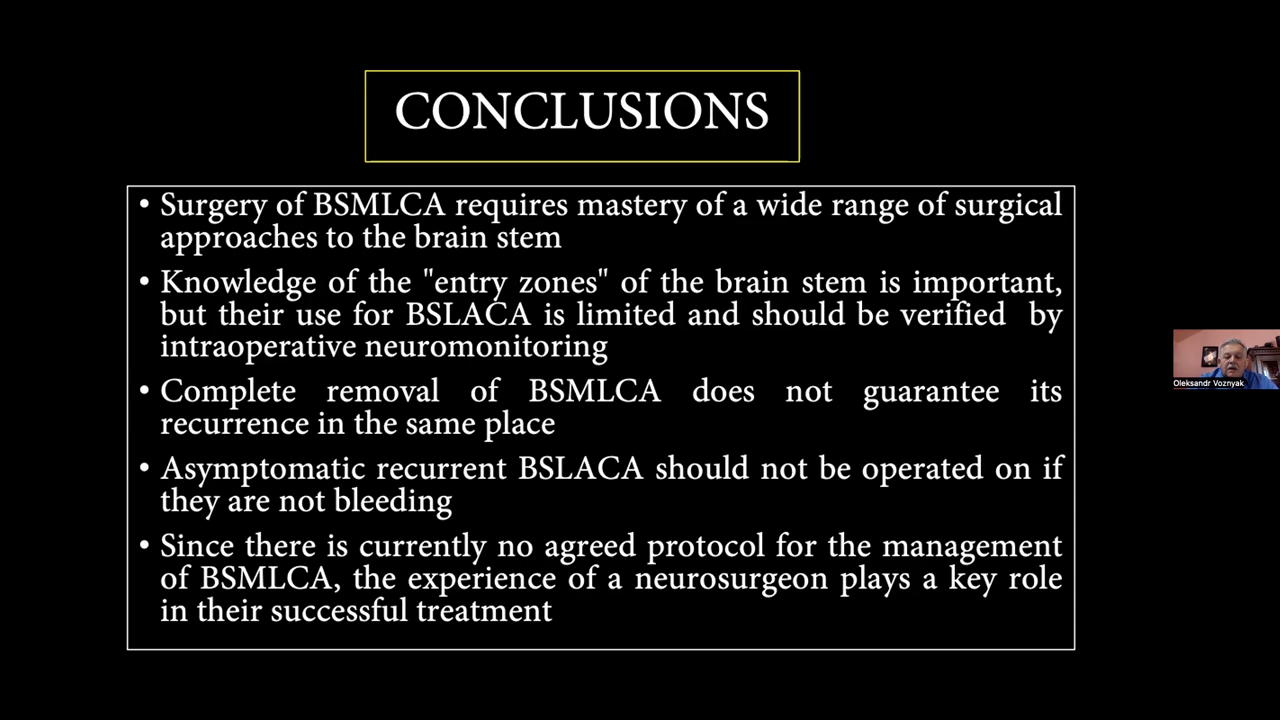 CONCLUSIONS
• Surgery of BSMLCA requires mastery of a wide range of surgical
approaches to the brain stem
• Knowledge of the "entry zones" of the brain stem is important,
but their use for BSLACA is limited and should be verified by
intraoperative neuromonitoring
• Complete removal of BSMLCA does not guarantee its
recurrence in the same place
• Asymptomatic recurrent BSLACA should not be operated on if
they are not bleeding
• Since there is currently no agreed protocol for the management
of BSMLCA, the experience of a neurosurgeon plays a key role
in their successful treatment
Oleksandr Voznyak